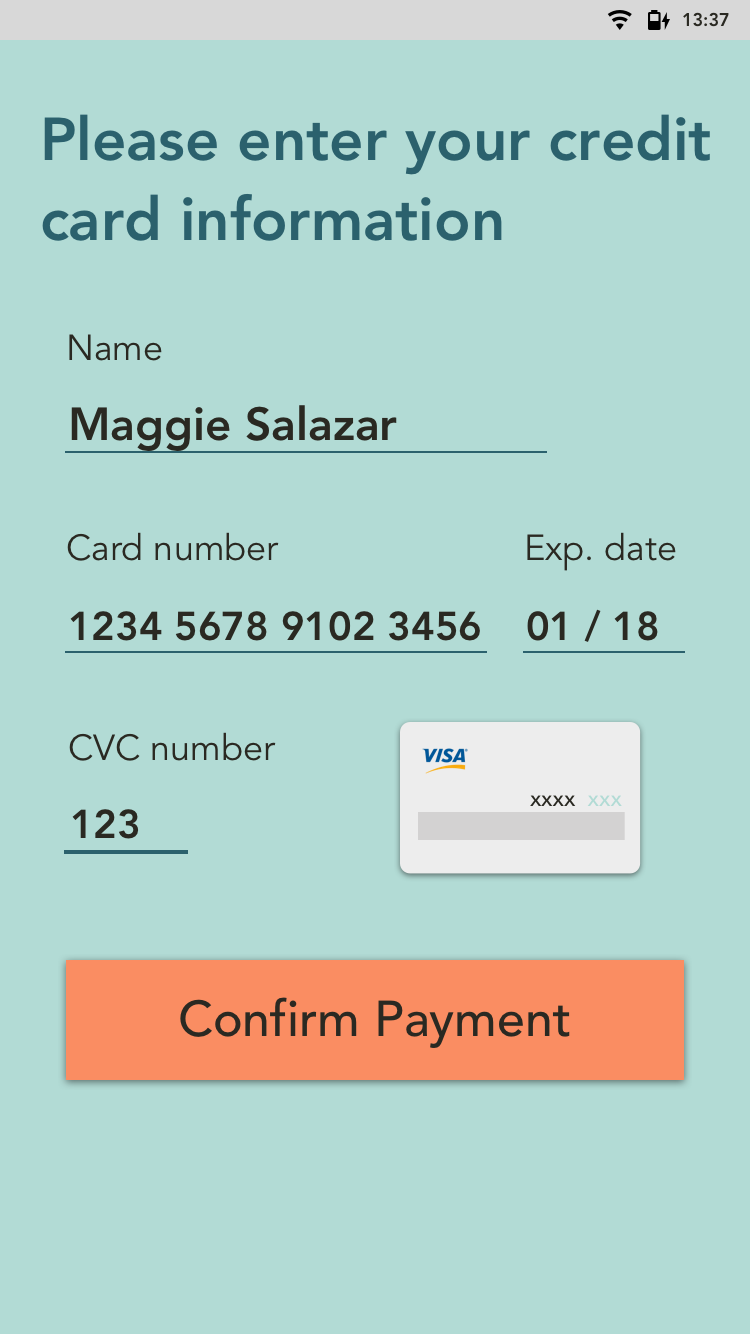 13:37
Please enter your credit
card information
Name
Maggie Salazar
Card number
Exp. date
1234 5678 9102 3456
01 / 18
CVC number
123
VISA
XXXX XXX
Confirm Payment